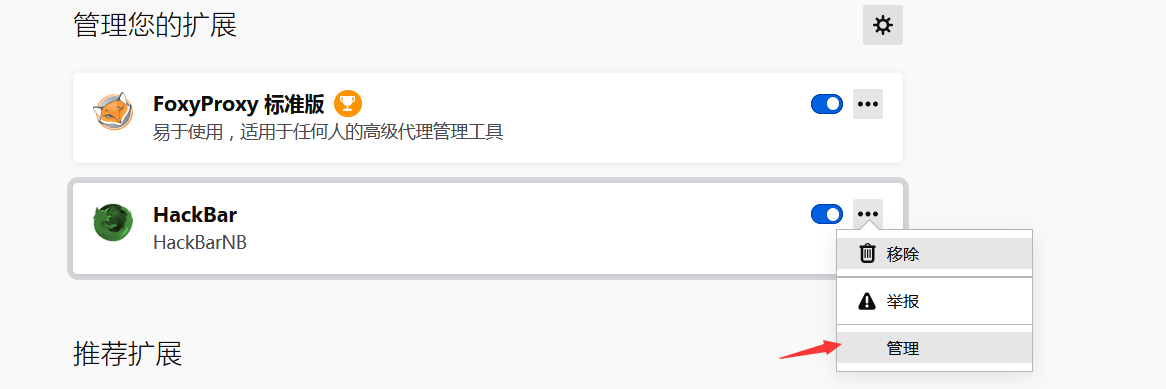 管理您的扩展
FoxyProxy 标准版
易于使用，适用于任何人的高级代理管理工具
HackBar
HackBarNB
移除
举报
管理
推荐扩展